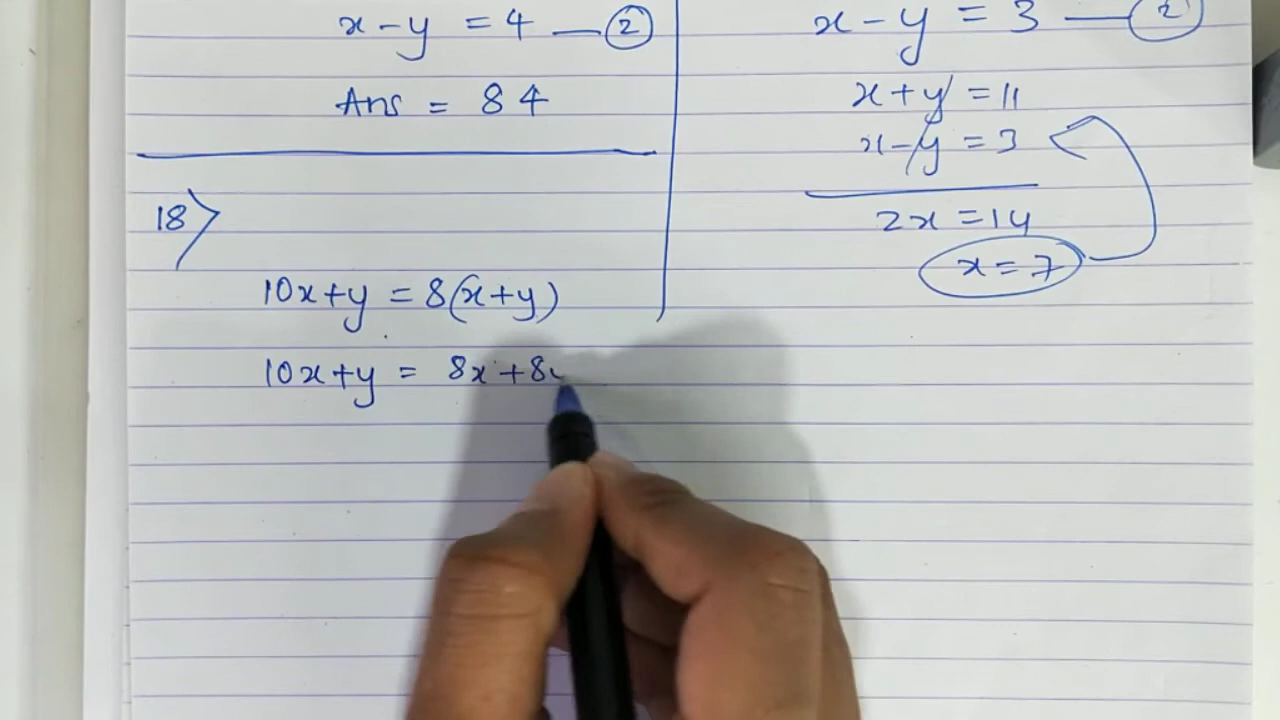 x - y = 4 — ②
Ans = 84
18>
10x+y = 8(x+y)
10x+y = 8x +8
x - y = 3 — ②
x + y = 11
x - y = 3
2x = 14
x = 7